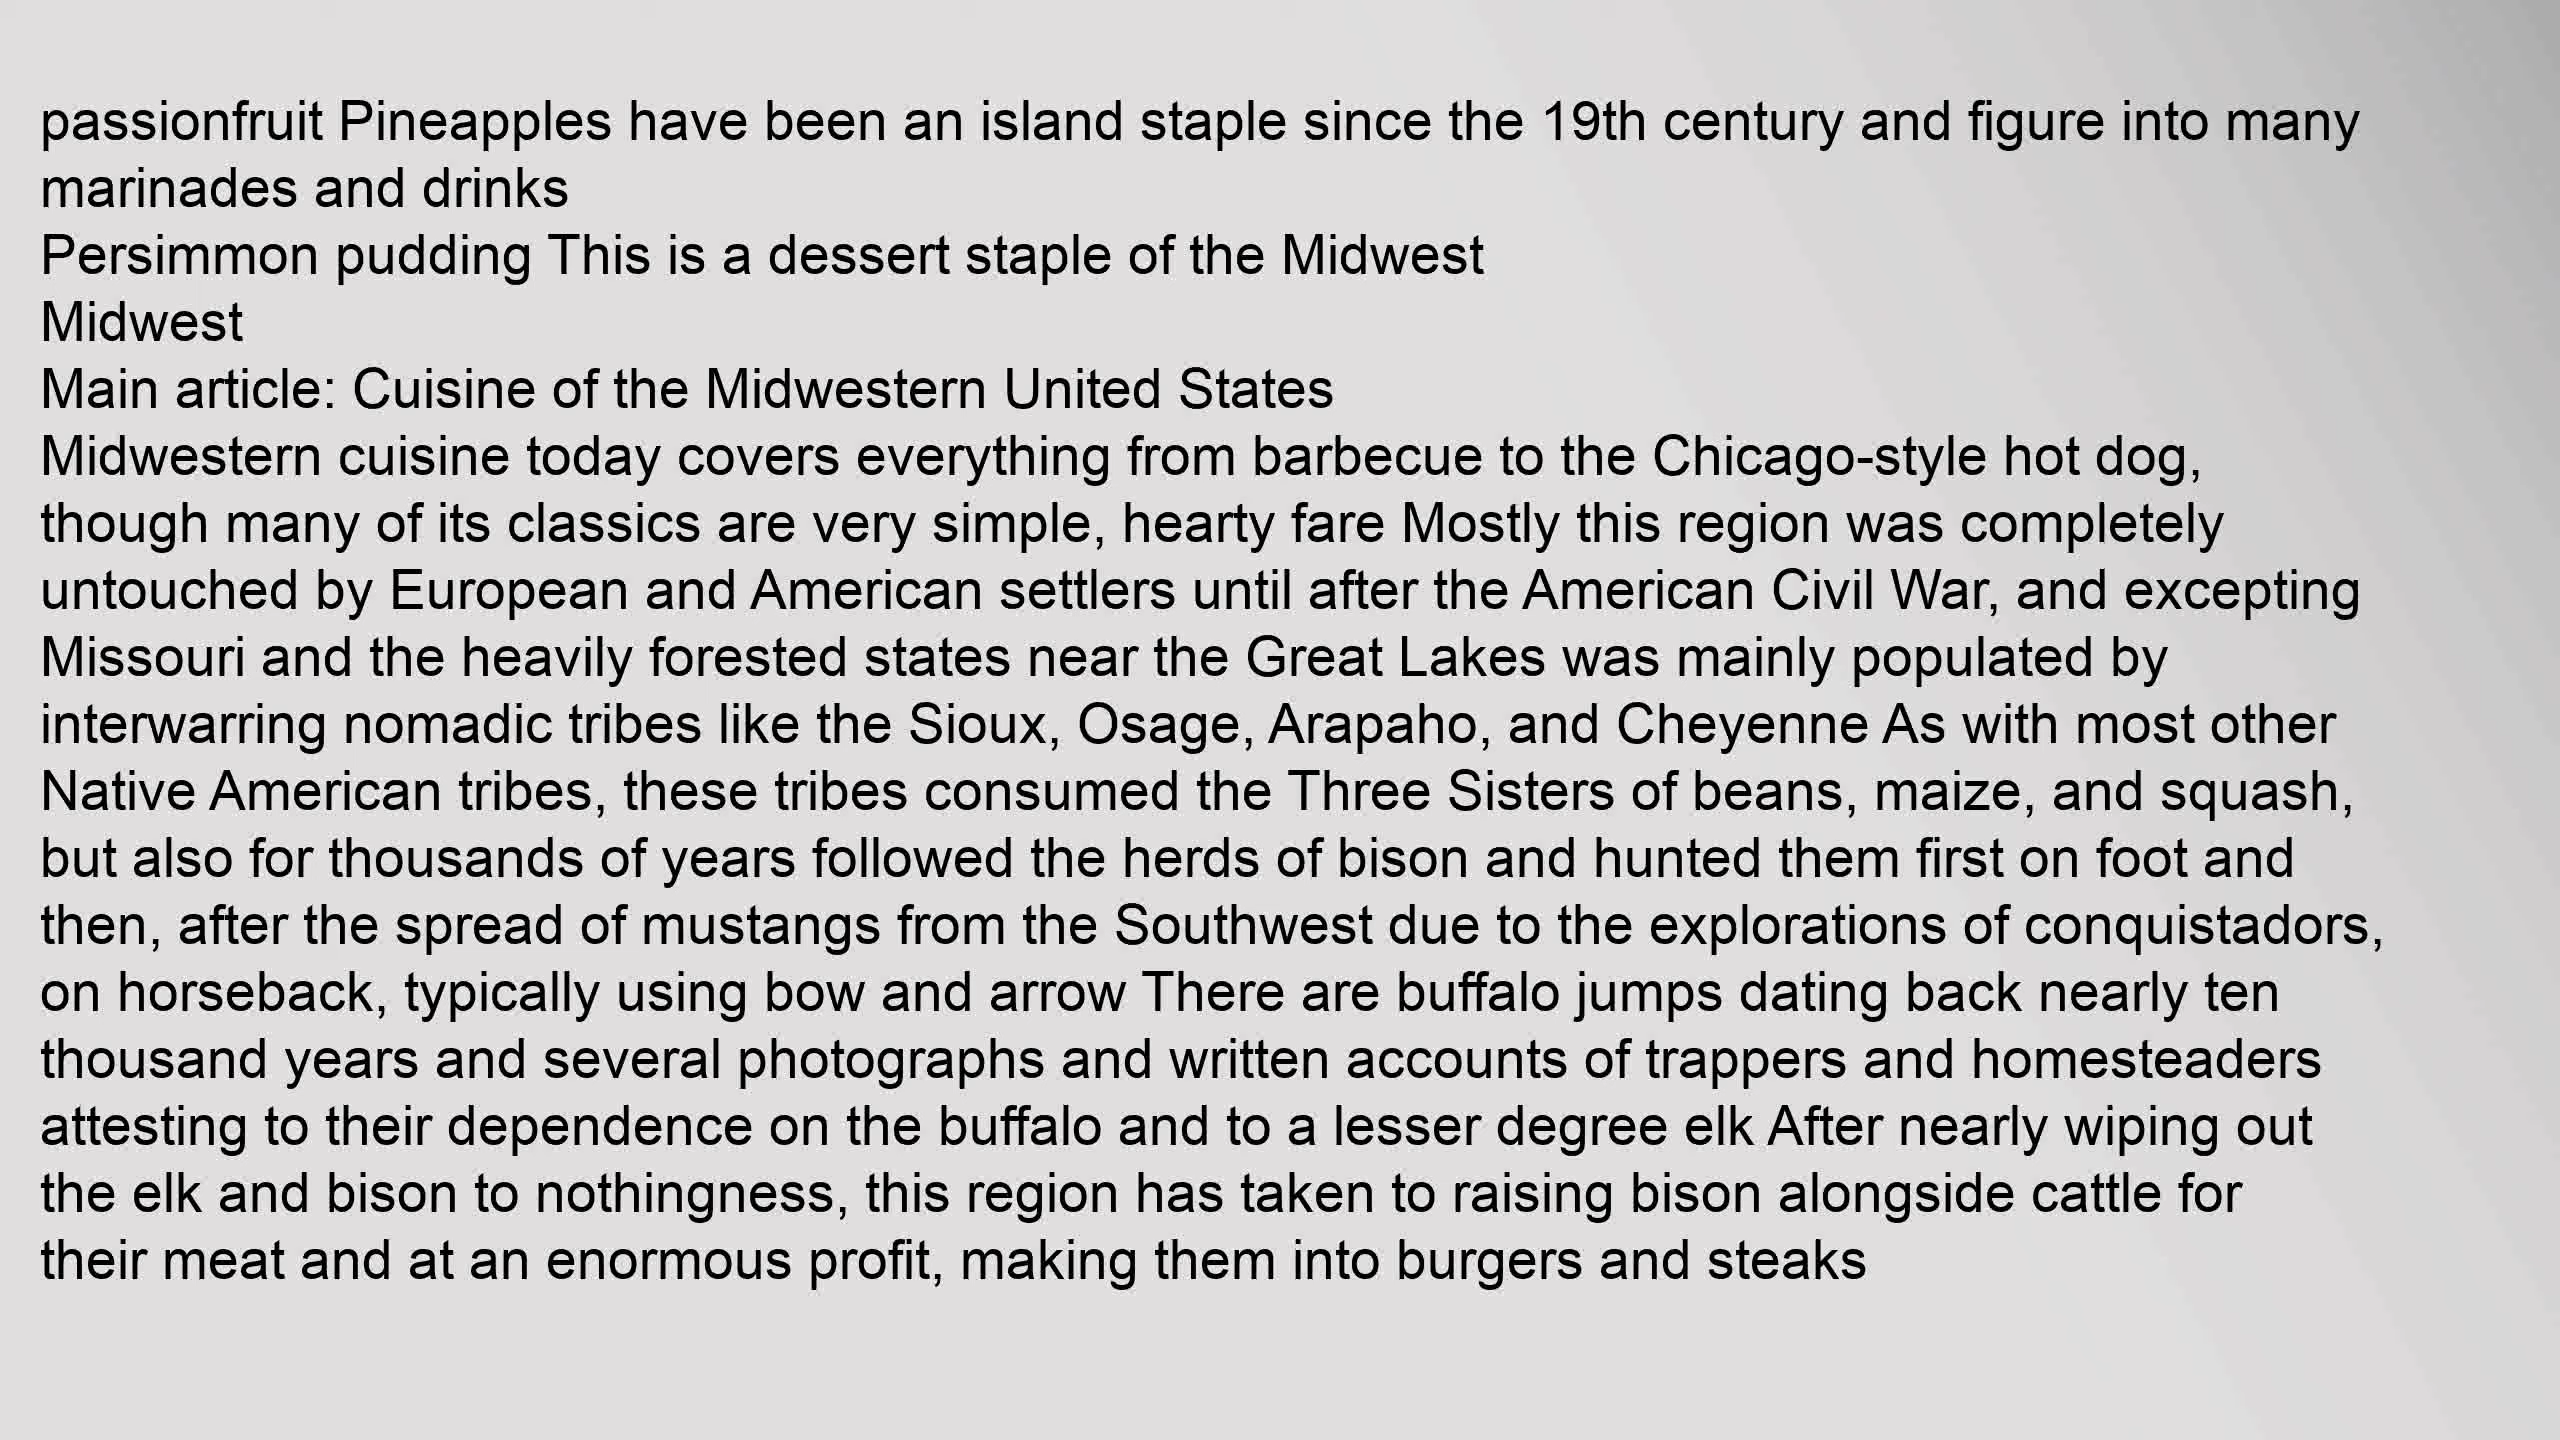 passionfruit Pineapples have been an island staple since the 19th century and figure into many
marinades and drinks
Persimmon pudding This is a dessert staple of the Midwest
Midwest
Main article: Cuisine of the Midwestern United States
Midwestern cuisine today covers everything from barbecue to the Chicago-style hot dog,
though many of its classics are very simple, hearty fare Mostly this region was completely
untouched by European and American settlers until after the American Civil War, and excepting
Missouri and the heavily forested states near the Great Lakes was mainly populated by
interwarring nomadic tribes like the Sioux, Osage, Arapaho, and Cheyenne As with most other
Native American tribes, these tribes consumed the Three Sisters of beans, maize, and squash,
but also for thousands of years followed the herds of bison and hunted them first on foot and
then, after the spread of mustangs from the Southwest due to the explorations of conquistadors,
on horseback, typically using bow and arrow There are buffalo jumps dating back nearly ten
thousand years and several photographs and written accounts of trappers and homesteaders
attesting to their dependence on the buffalo and to a lesser degree elk After nearly wiping out
the elk and bison to nothingness, this region has taken to raising bison alongside cattle for
their meat and at an enormous profit, making them into burgers and steaks